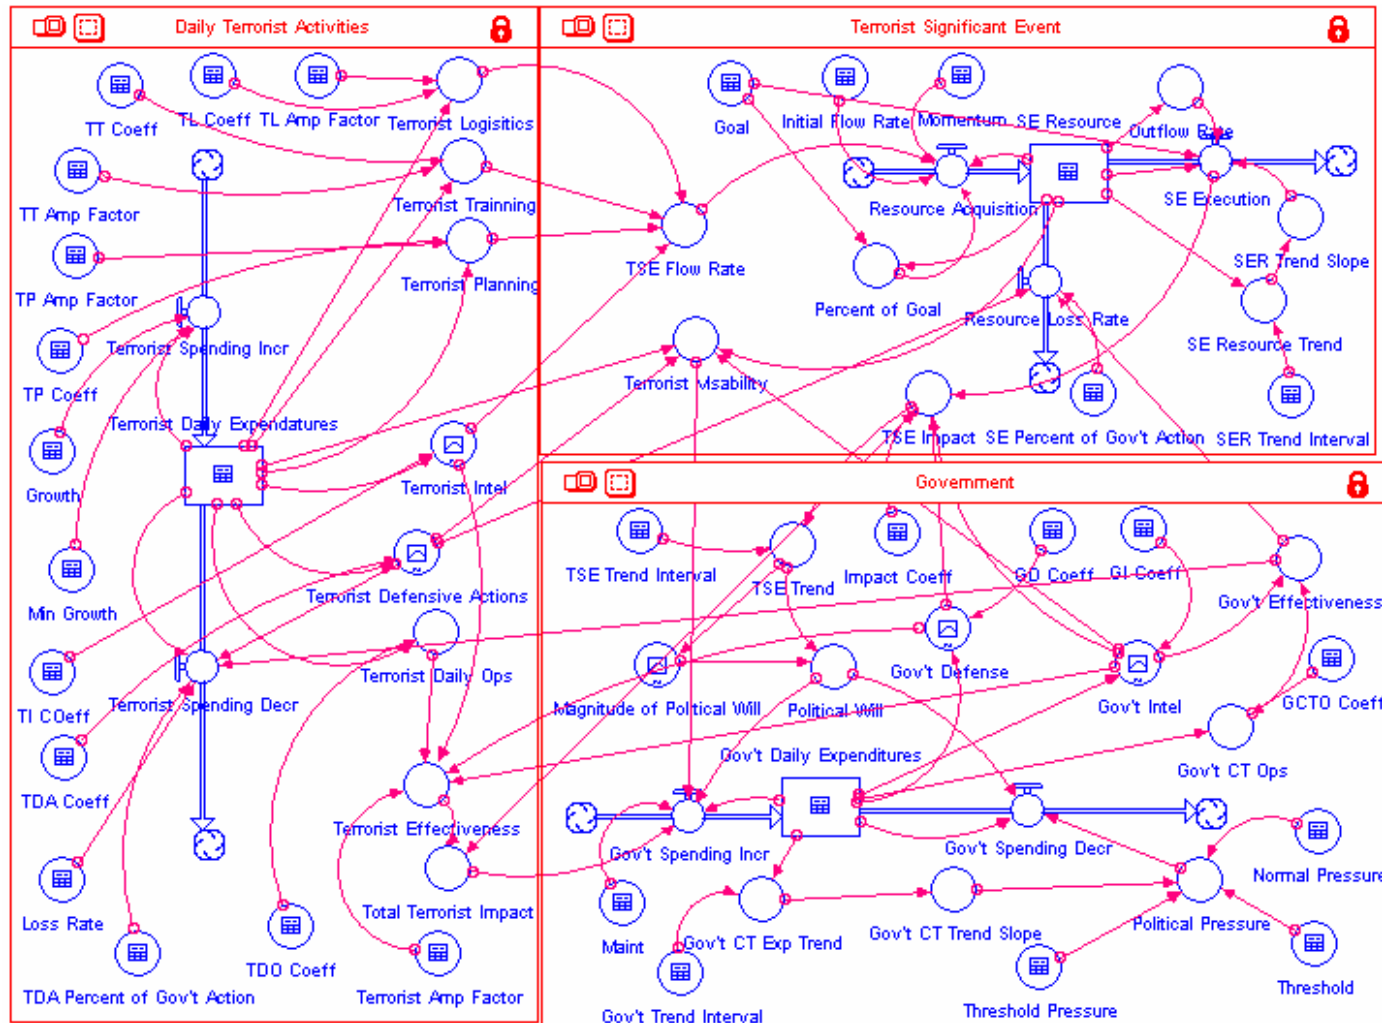 Daily Terrorist Activities
TT Coeff
TL Coeff
TL Amp Factor
Terrorist Logisitics
TT Amp Factor
Terrorist Trainning
TP Amp Factor
Terrorist Planning
Terrorist Spending Incr
TP Coeff
Terrorist Daily Expendatures
Growth
Terrorist Intel
Min Growth
Terrorist Defensive Actions
TI COeff
Terrorist Spending Decr
Terrorist Daily Ops
TDA Coeff
Terrorist Effectiveness
Loss Rate
Total Terrorist Impact
TDA Percent of Gov't Action
TDO Coeff
Terrorist Amp Factor
Terrorist Significant Event
Goal
Initial Flow Rate
Momentum
SE Resource
Outflow Rate
Resource Acquisition
SE Execution
TSE Flow Rate
Percent of Goal
Resource Loss Rate
SER Trend Slope
SE Resource Trend
Terrorist Visability
TSE Impact
SE Percent of Gov't Action
SER Trend Interval
Government
TSE Trend Interval
TSE Trend
Impact Coeff
GD Coeff
GI Coeff
Gov't Effectiveness
Magnitude of Political Will
Political Will
Gov't Defense
Gov't Intel
GCTO Coeff
Gov't Daily Expenditures
Gov't CT Ops
Gov't Spending Incr
Gov't Spending Decr
Normal Pressure
Maint
Gov't CT Exp Trend
Gov't CT Trend Slope
Political Pressure
Gov't Trend Interval
Threshold Pressure
Threshold